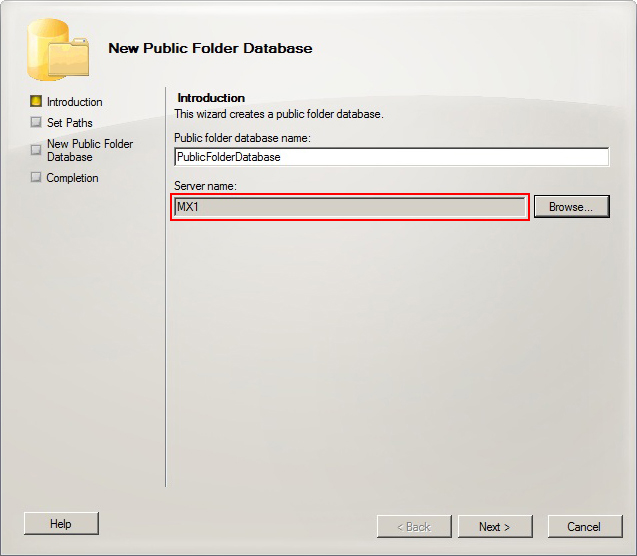 New Public Folder Database
Introduction
Set Paths
New Public Folder
Database
Completion
Introduction
This wizard creates a public folder database.
Public folder database name:
PublicFolderDatabase
Server name:
MX1
Browse...
Help
< Back
Next >
Cancel